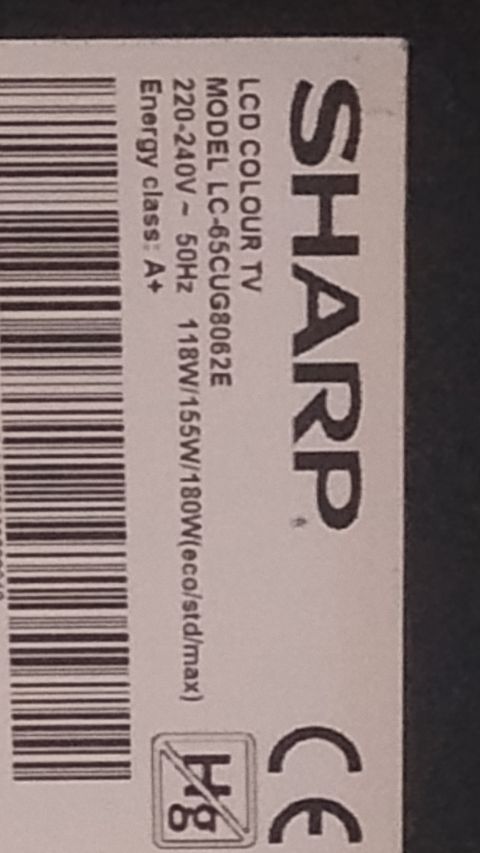 SHARP
LCD COLOUR TV
MODEL LC-65CUG8062E
220-240V ~ 50Hz 118W/155W/180W(eco/std/max)
Energy class: A+
CE
Hg